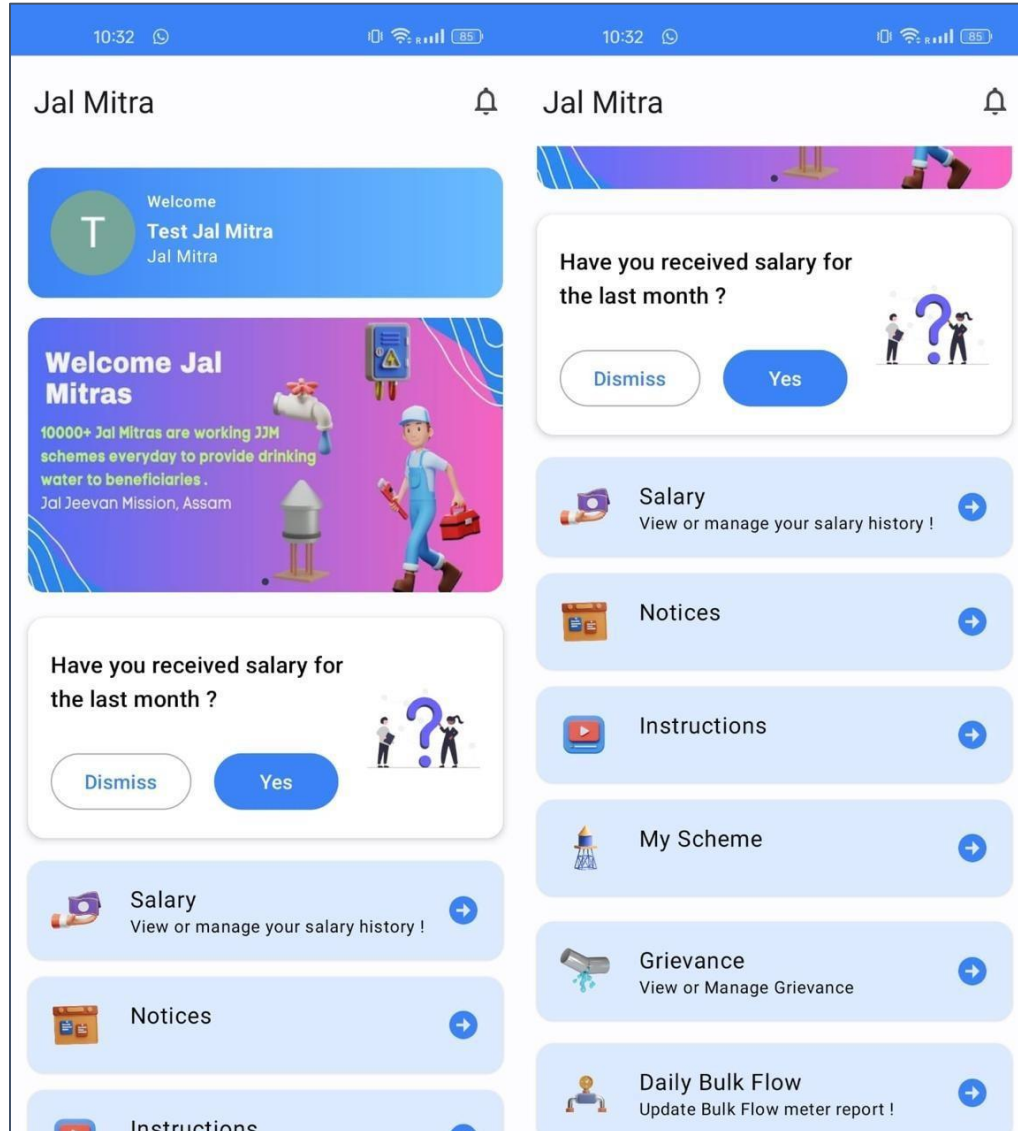 10:32
85
Jal Mitra
T
Welcome
Test Jal Mitra
Jal Mitra
Welcome Jal
Mitras
10000+ Jal Mitras are working JJM
schemes everyday to provide drinking
water to beneficiaries .
Jal Jeevan Mission, Assam
Have you received salary for
the last month ?
Dismiss
Yes
Salary
View or manage your salary history !
Notices
Instructions
10:32
85
Jal Mitra
Have you received salary for
the last month ?
Dismiss
Yes
Salary
View or manage your salary history !
Notices
Instructions
My Scheme
Grievance
View or Manage Grievance
Daily Bulk Flow
Update Bulk Flow meter report !